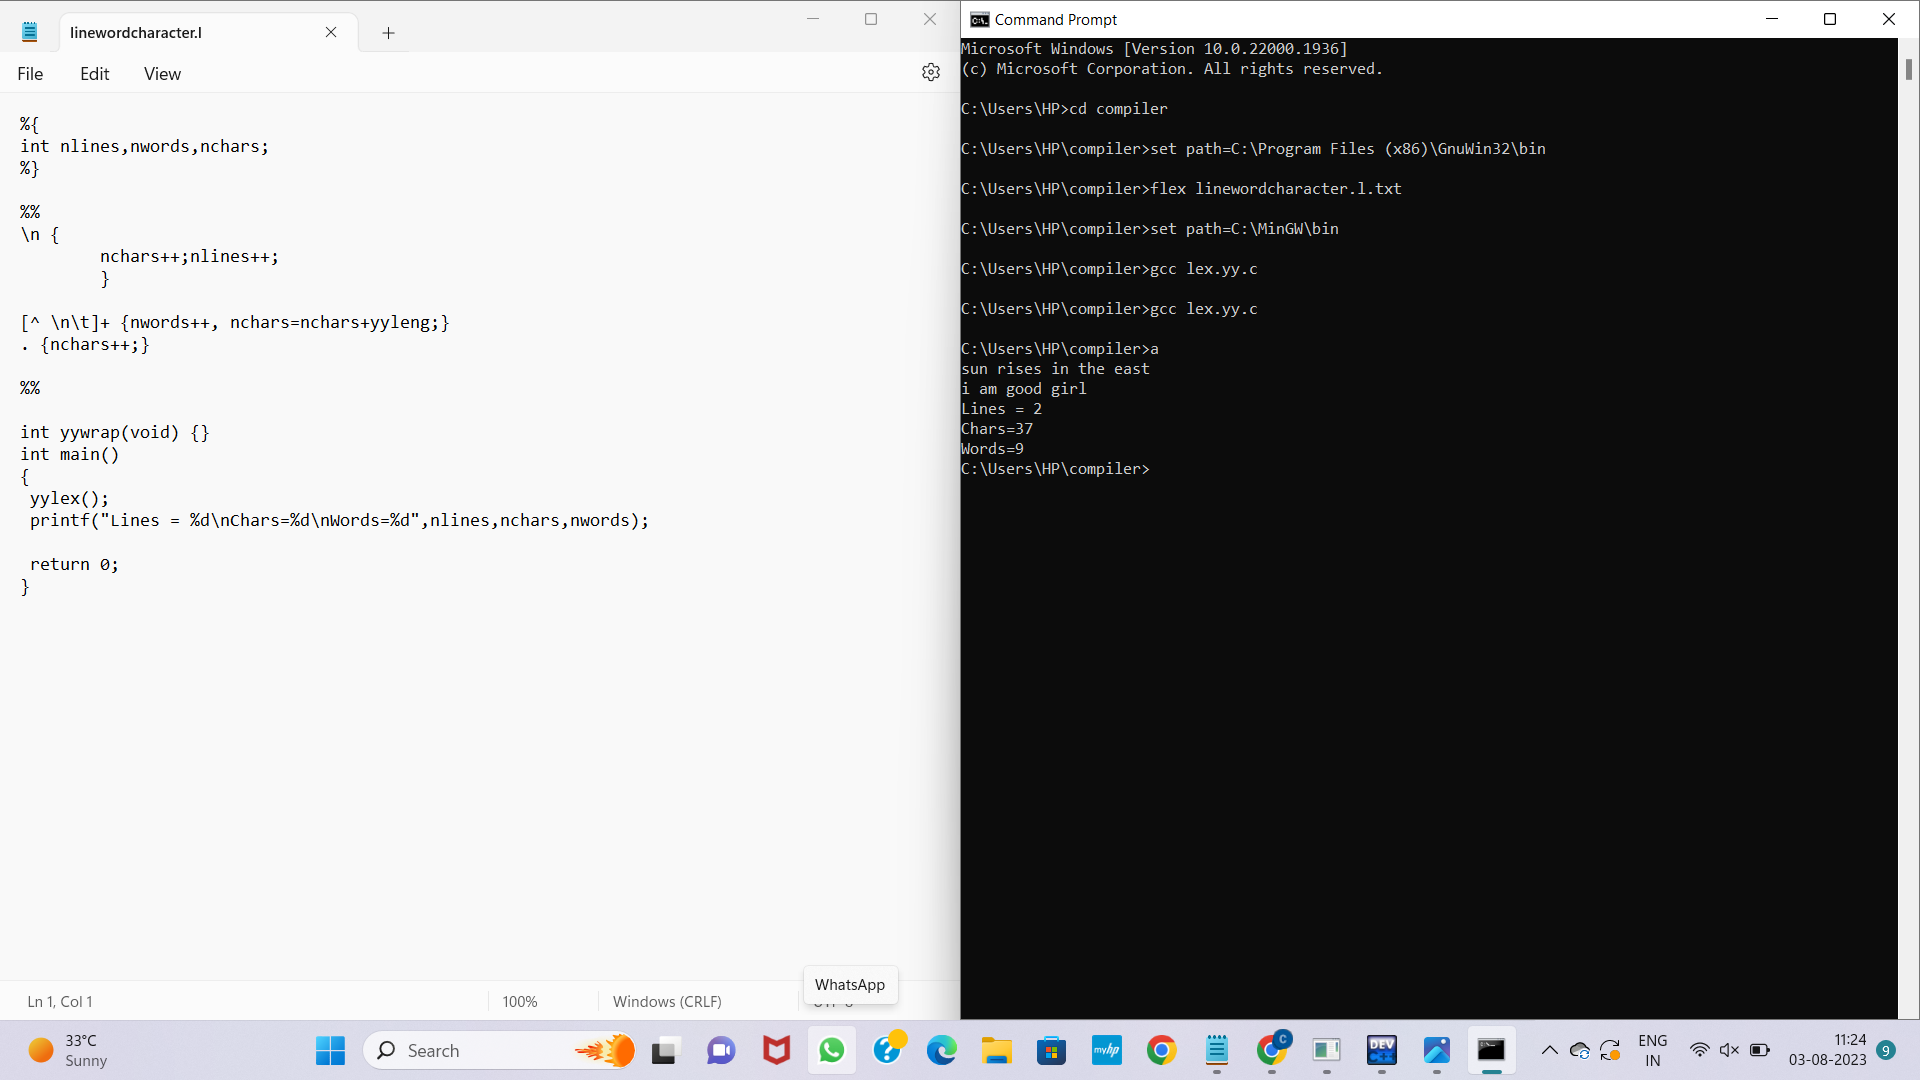 linewordcharacter.l
File Edit View
%{
int nlines,nwords,nchars;
%}
%%
\n {
nchars++;nlines++;
}
[^ \n\t]+ {nwords++, nchars=nchars+yyleng;}
. {nchars++;}
%%
int yywrap(void) {}
int main()
{
yylex();
printf("Lines = %d\nChars=%d\nWords=%d",nlines,nchars,nwords);
return 0;
}
Ln 1, Col 1 100% Windows (CRLF)
WhatsApp
Command Prompt
Microsoft Windows [Version 10.0.22000.1936]
(c) Microsoft Corporation. All rights reserved.
C:\Users\HP>cd compiler
C:\Users\HP\compiler>set path=C:\Program Files (x86)\GnuWin32\bin
C:\Users\HP\compiler>flex linewordcharacter.l.txt
C:\Users\HP\compiler>set path=C:\MinGW\bin
C:\Users\HP\compiler>gcc lex.yy.c
C:\Users\HP\compiler>gcc lex.yy.c
C:\Users\HP\compiler>a
sun rises in the east
i am good girl
Lines = 2
Chars=37
Words=9
C:\Users\HP\compiler>
33°C
Sunny
Search
myhp
C
DEV
C++
ENG
IN
11:24
03-08-2023
9